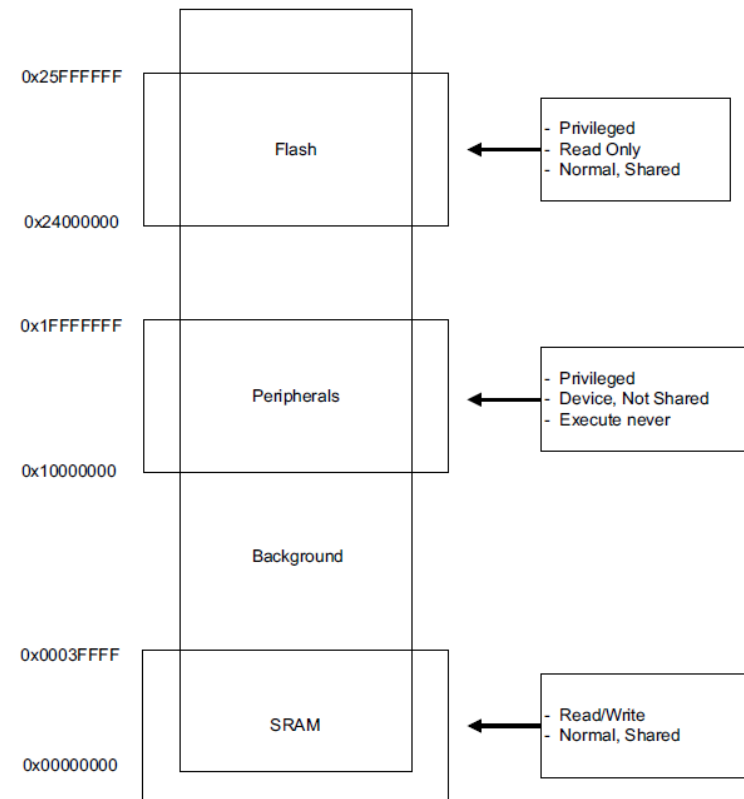 0x25FFFFFF
Flash
- Privileged
- Read Only
- Normal, Shared
0x24000000
0x1FFFFFFF
Peripherals
- Privileged
- Device, Not Shared
- Execute never
0x10000000
Background
0x0003FFFF
SRAM
- Read/Write
- Normal, Shared
0x00000000